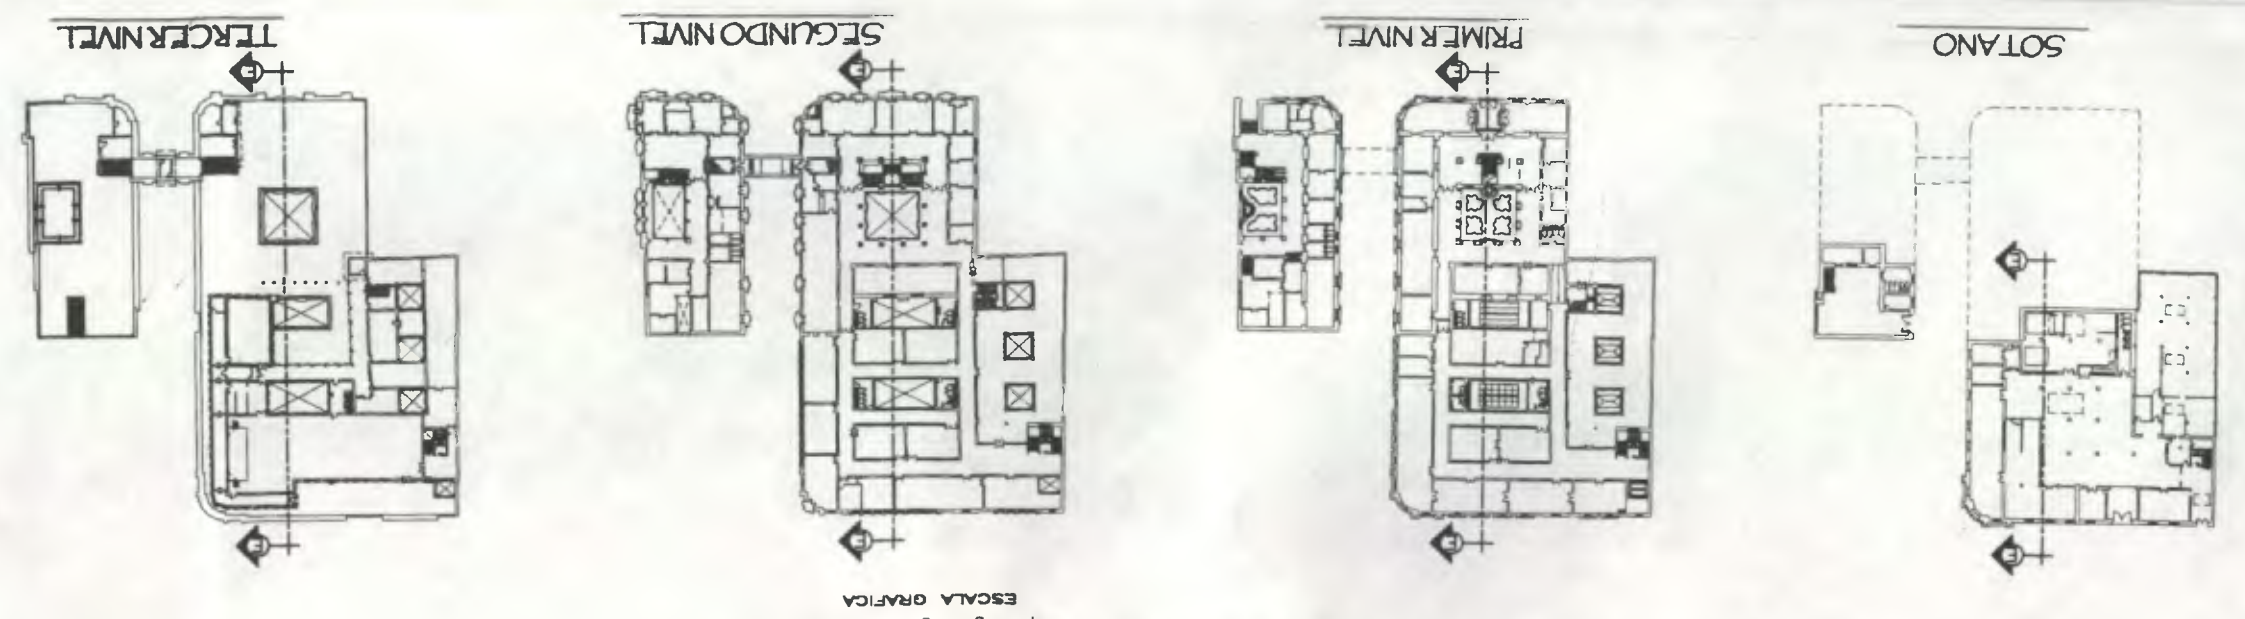 ESCALA GRAFICA
SOTANO
PRIMER NIVEL
SEGUNDO NIVEL
TERCER NIVEL